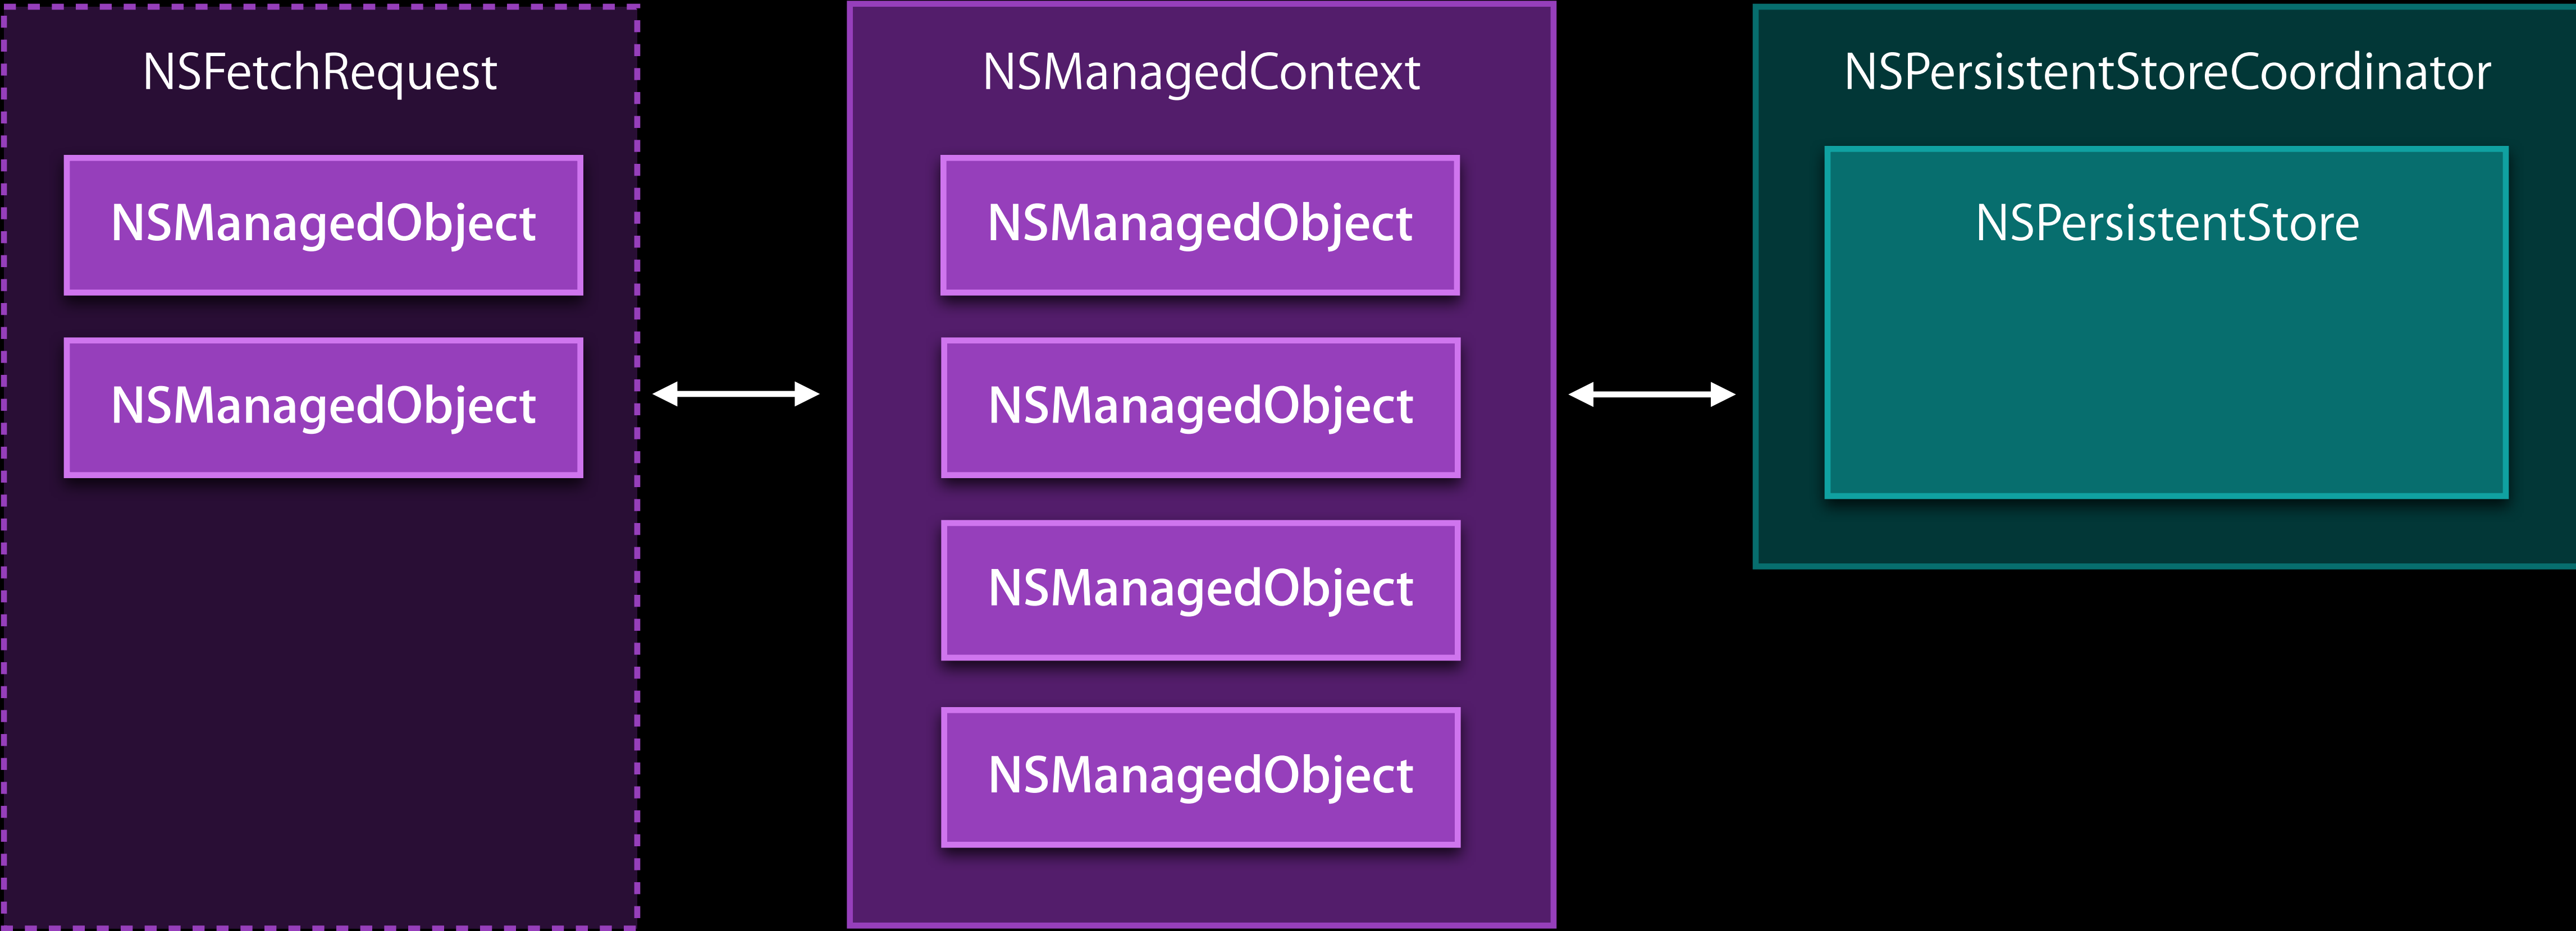 NSFetchRequest
NSManagedObject
NSManagedObject
NSManagedContext
NSManagedObject
NSManagedObject
NSManagedObject
NSManagedObject
NSPersistentStoreCoordinator
NSPersistentStore